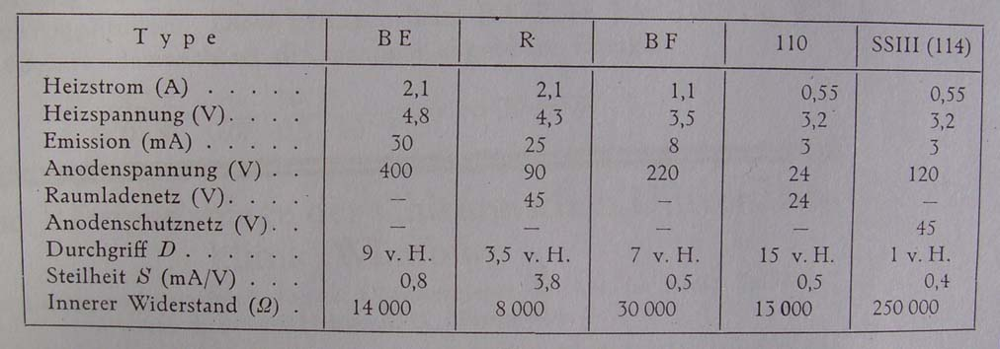 Type BE R BF 110 SSIII (114)
Heizstrom (A) . . . . . 2,1 2,1 1,1 0,55 0,55
Heizspannung (V). . . . 4,8 4,3 3,5 3,2 3,2
Emission (mA) . . . . . 30 25 8 3 3
Anodenspannung (V) . . 400 90 220 24 120
Raumladenetz (V). . . . — 45 — 24 —
Anodenschutznetz (V). . — — — — 45
Durchgriff D . . . . . . 9 v. H. 3,5 v. H. 7 v. H. 15 v. H. 1 v. H.
Steilheit S (mA/V) . . . 0,8 3,8 0,5 0,5 0,4
Innerer Widerstand (Ω) . 14 000 8 000 30 000 13 000 250 000